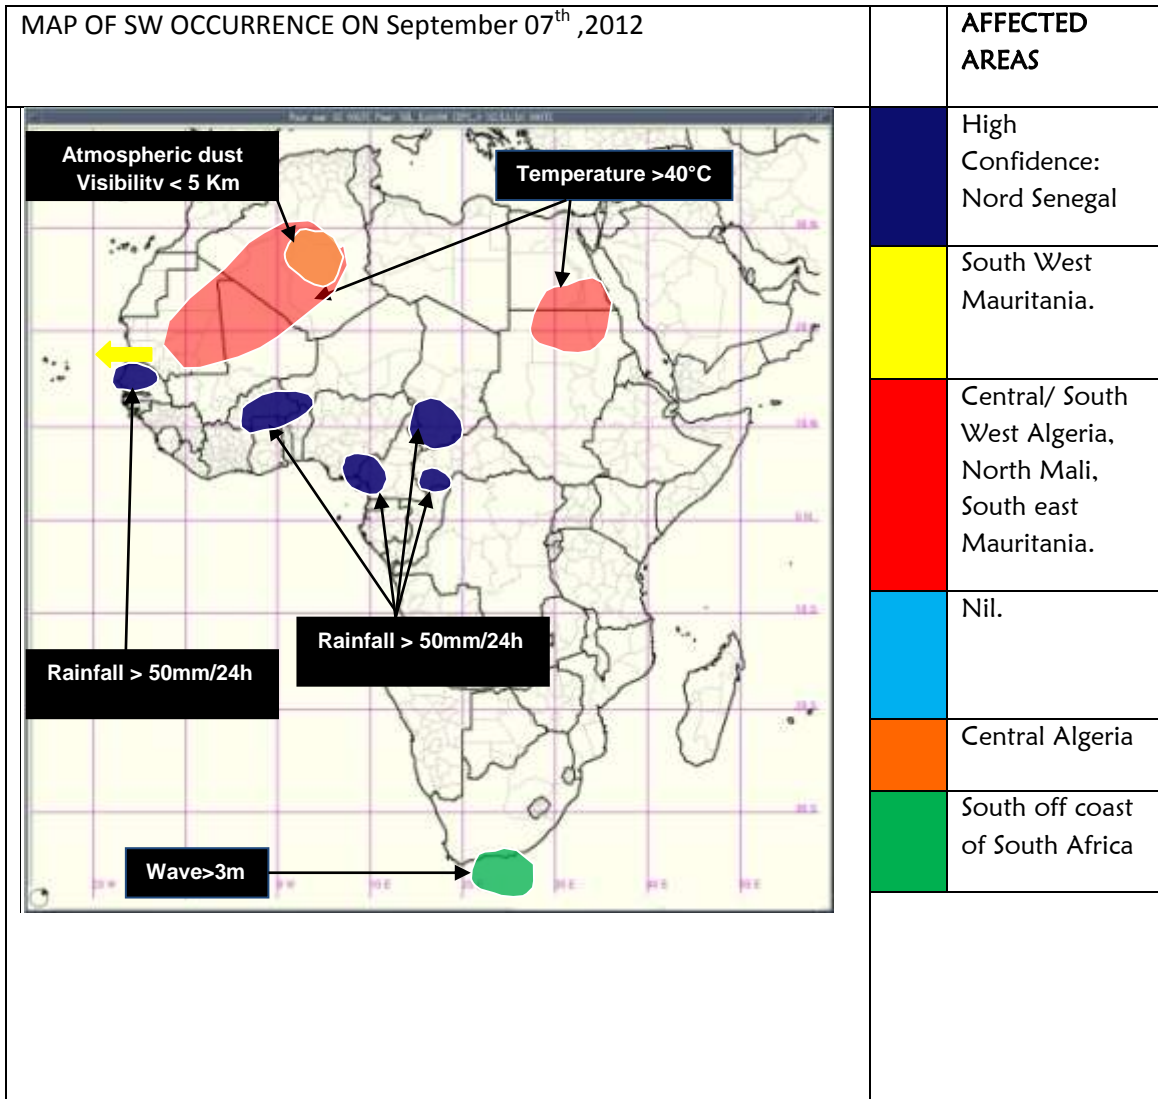 MAP OF SW OCCURRENCE ON September 07th ,2012
AFFECTED
AREAS
Atmospheric dust
Visibility < 5 Km
Temperature >40°C
Rainfall > 50mm/24h
Rainfall > 50mm/24h
Wave>3m
High
Confidence:
Nord Senegal
South West
Mauritania.
Central/ South
West Algeria,
North Mali,
South east
Mauritania.
Nil.
Central Algeria
South off coast
of South Africa